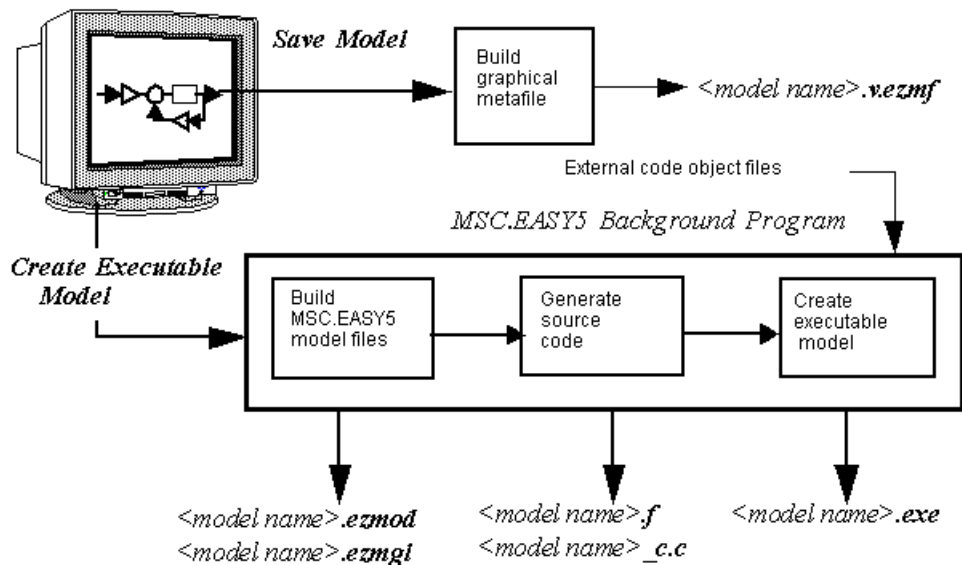 Save Model
Build
graphical
metafile
<model name>.v.ezmf
External code object files
MSC.EASY5 Background Program
Create Executable
Model
Build
MSC.EASY5
model files
Generate
source
code
Create
executable
model
<model name>.ezmod
<model name>.ezmgl
<model name>.f
<model name>_c.c
<model name>.exe